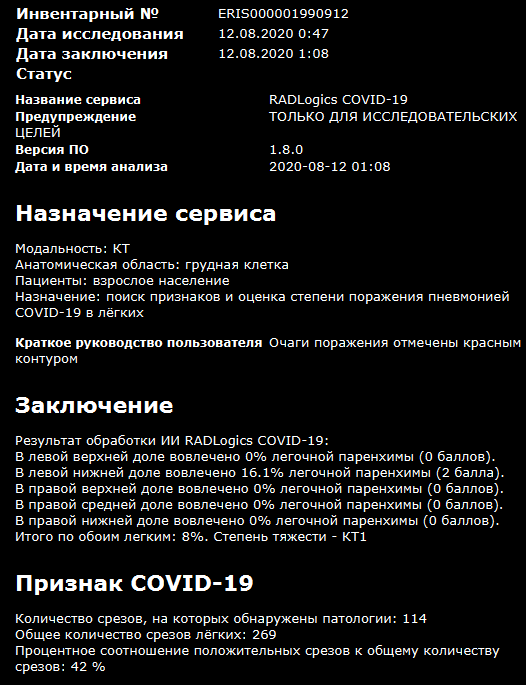 Инвентарный № ERIS000001990912
Дата исследования 12.08.2020 0:47
Дата заключения 12.08.2020 1:08
Статус
Название сервиса RADLogics COVID-19
Предупреждение ТОЛЬКО ДЛЯ ИССЛЕДОВАТЕЛЬСКИХ
ЦЕЛЕЙ
Версия ПО 1.8.0
Дата и время анализа 2020-08-12 01:08
Назначение сервиса
Модальность: КТ
Анатомическая область: грудная клетка
Пациенты: взрослое население
Назначение: поиск признаков и оценка степени поражения пневмонией
COVID-19 в лёгких
Краткое руководство пользователя Очаги поражения отмечены красным
контуром
Заключение
Результат обработки ИИ RADLogics COVID-19:
В левой верхней доле вовлечено 0% легочной паренхимы (0 баллов).
В левой нижней доле вовлечено 16.1% легочной паренхимы (2 балла).
В правой верхней доле вовлечено 0% легочной паренхимы (0 баллов).
В правой средней доле вовлечено 0% легочной паренхимы (0 баллов).
В правой нижней доле вовлечено 0% легочной паренхимы (0 баллов).
Итого по обоим легким: 8%. Степень тяжести - КТ1
Признак COVID-19
Количество срезов, на которых обнаружены патологии: 114
Общее количество срезов лёгких: 269
Процентное соотношение положительных срезов к общему количеству
срезов: 42 %